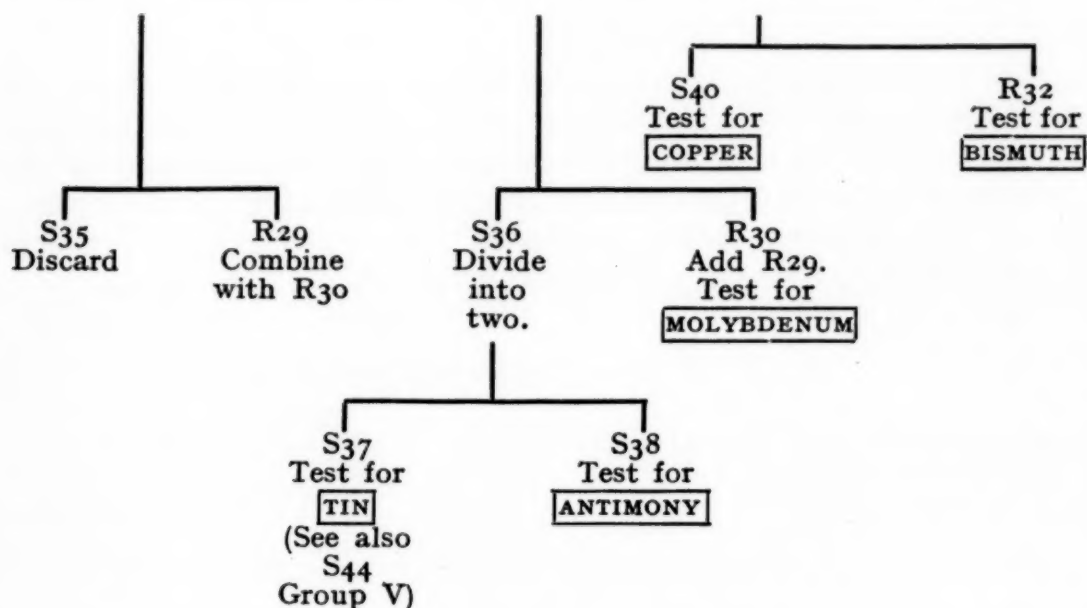 S40
Test for
COPPER
R32
Test for
BISMUTH
S35
Discard
R29
Combine
with R30
S36
Divide
into
two.
R30
Add R29.
Test for
MOLYBDENUM
S37
Test for
TIN
(See also
S44
Group V)
S38
Test for
ANTIMONY